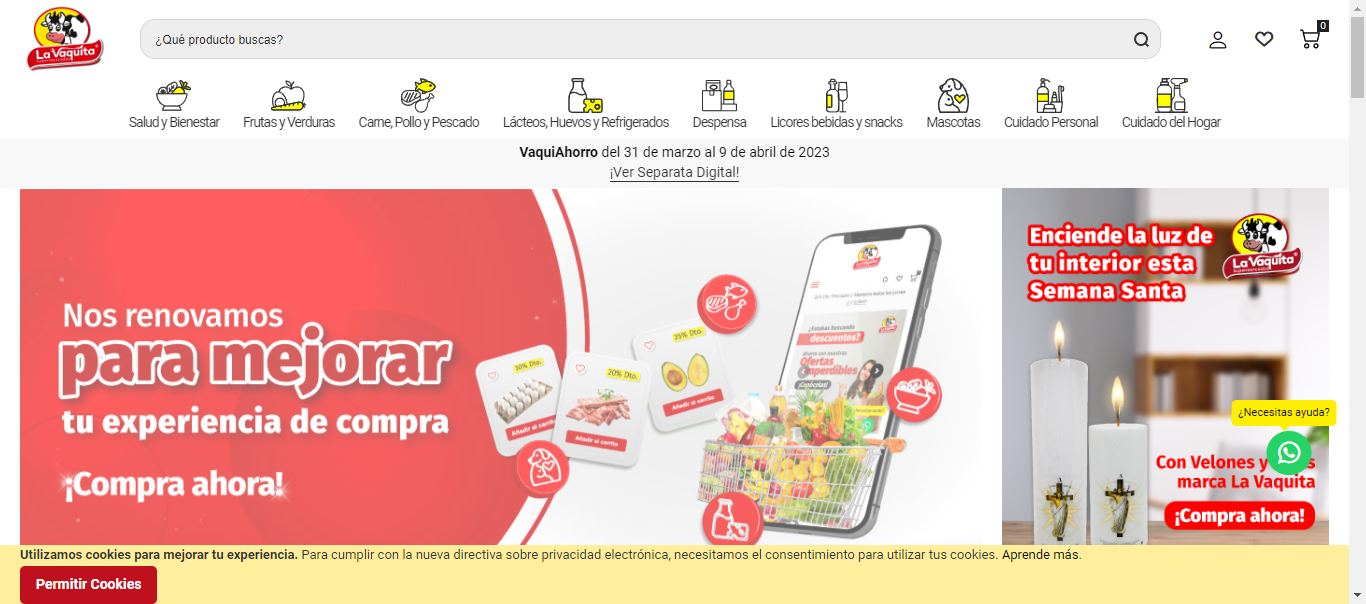 La Vaquita
Supermercados
¿Qué producto buscas?
0
Salud y Bienestar
Frutas y Verduras
Carne, Pollo y Pescado
Lácteos, Huevos y Refrigerados
Despensa
Licores bebidas y snacks
Mascotas
Cuidado Personal
Cuidado del Hogar
VaquiAhorro del 31 de marzo al 9 de abril de 2023
¡Ver Separata Digital!
Nos renovamos
para mejorar
tu experiencia de compra
¡Compra ahora!
30% Dto.
Añadir al carrito
20% Dto.
Añadir al carrito
25% Dto.
Añadir al carrito
¿Estabas buscando
descuentos?
Ahorra con nuestras
Ofertas
imperdibles
¡Conócelas!
Enciende la luz de
tu interior esta
Semana Santa
La Vaquita
Supermercados
¿Necesitas ayuda?
Con Velones y
marca La Vaquita
¡Compra ahora!
Utilizamos cookies para mejorar tu experiencia. Para cumplir con la nueva directiva sobre privacidad electrónica, necesitamos el consentimiento para utilizar tus cookies. Aprende más.
Permitir Cookies